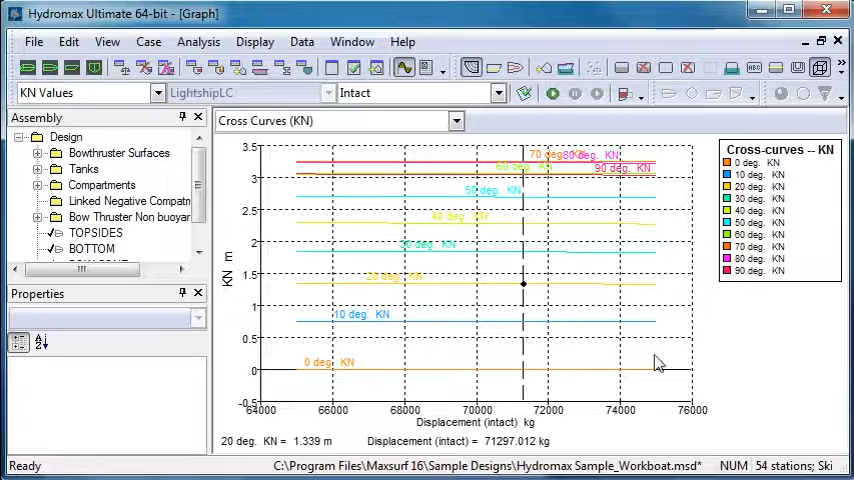 Hydromax Ultimate 64-bit - [Graph]
File Edit View Case Analysis Display Data Window Help
KN Values LightshipLC Intact
Assembly
Design
Bowthruster Surfaces
Tanks
Compartments
Linked Negative Compatn
Bow Thruster Non buoyar
TOPSIDES
BOTTOM
Properties
Cross Curves (KN)
3.5
3
2.5
2
1.5
1
0.5
0
-0.5
KN m
70 deg. KN
80 deg. KN
60 deg. KN
90 deg. KN
50 deg. KN
40 deg. KN
30 deg. KN
20 deg. KN
10 deg. KN
0 deg. KN
64000 66000 68000 70000 72000 74000 76000
Displacement (intact) kg
20 deg. KN = 1.339 m Displacement (intact) = 71297.012 kg
Cross-curves -- KN
0 deg. KN
10 deg. KN
20 deg. KN
30 deg. KN
40 deg. KN
50 deg. KN
60 deg. KN
70 deg. KN
80 deg. KN
90 deg. KN
Ready C:\Program Files\Maxsurf 16\Sample Designs\Hydromax Sample_Workboat.msd* NUM 54 stations; Ski